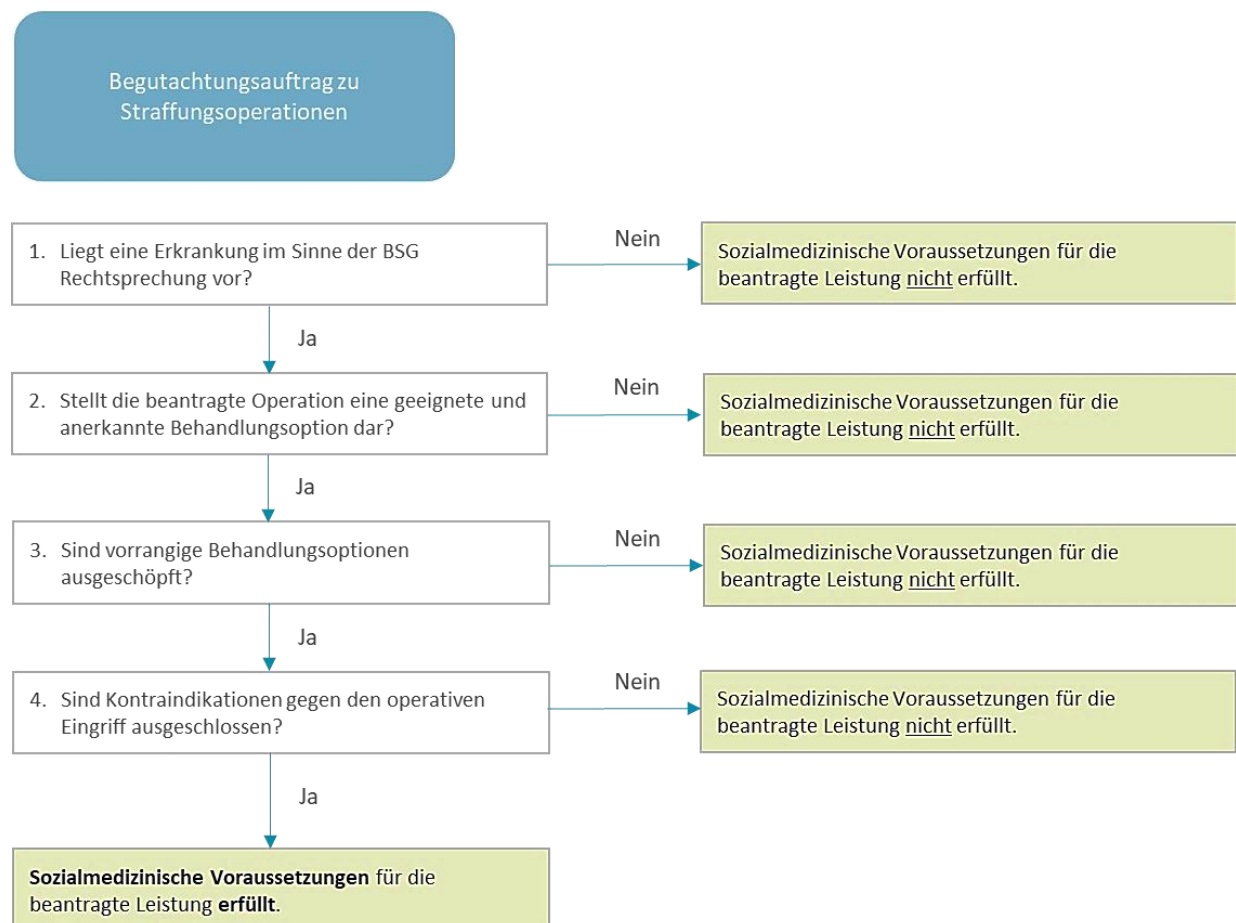 Begutachtungsauftrag zu
Straffungsoperationen
1. Liegt eine Erkrankung im Sinne der BSG
Rechtsprechung vor?
Nein
Sozialmedizinische Voraussetzungen für die
beantragte Leistung nicht erfüllt.
Ja
2. Stellt die beantragte Operation eine geeignete und
anerkannte Behandlungsoption dar?
Nein
Sozialmedizinische Voraussetzungen für die
beantragte Leistung nicht erfüllt.
Ja
3. Sind vorrangige Behandlungsoptionen
ausgeschöpft?
Nein
Sozialmedizinische Voraussetzungen für die
beantragte Leistung nicht erfüllt.
Ja
4. Sind Kontraindikationen gegen den operativen
Eingriff ausgeschlossen?
Nein
Sozialmedizinische Voraussetzungen für die
beantragte Leistung nicht erfüllt.
Ja
Sozialmedizinische Voraussetzungen für die
beantragte Leistung erfüllt.